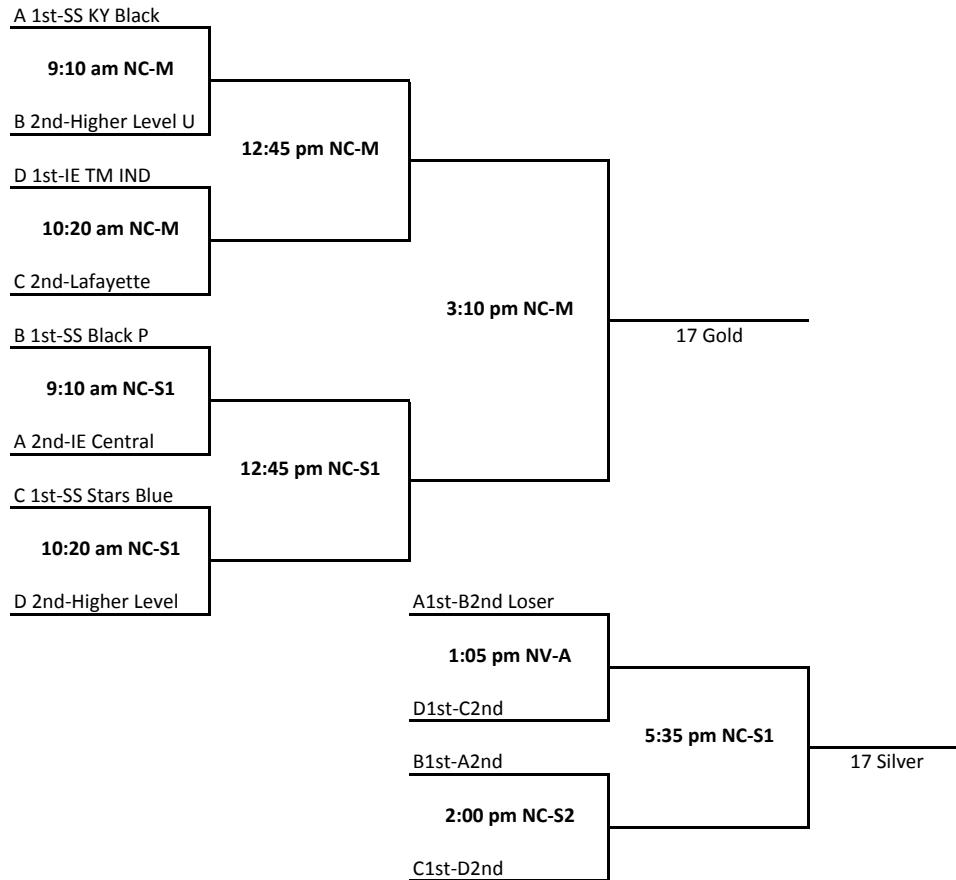 A 1st-SS KY Black
9:10 am NC-M
B 2nd-Higher Level U
12:45 pm NC-M
D 1st-IE TM IND
10:20 am NC-M
C 2nd-Lafayette
3:10 pm NC-M
17 Gold
B 1st-SS Black P
9:10 am NC-S1
A 2nd-IE Central
12:45 pm NC-S1
C 1st-SS Stars Blue
10:20 am NC-S1
D 2nd-Higher Level
A1st-B2nd Loser
1:05 pm NV-A
D1st-C2nd
5:35 pm NC-S1
17 Silver
B1st-A2nd
2:00 pm NC-S2
C1st-D2nd